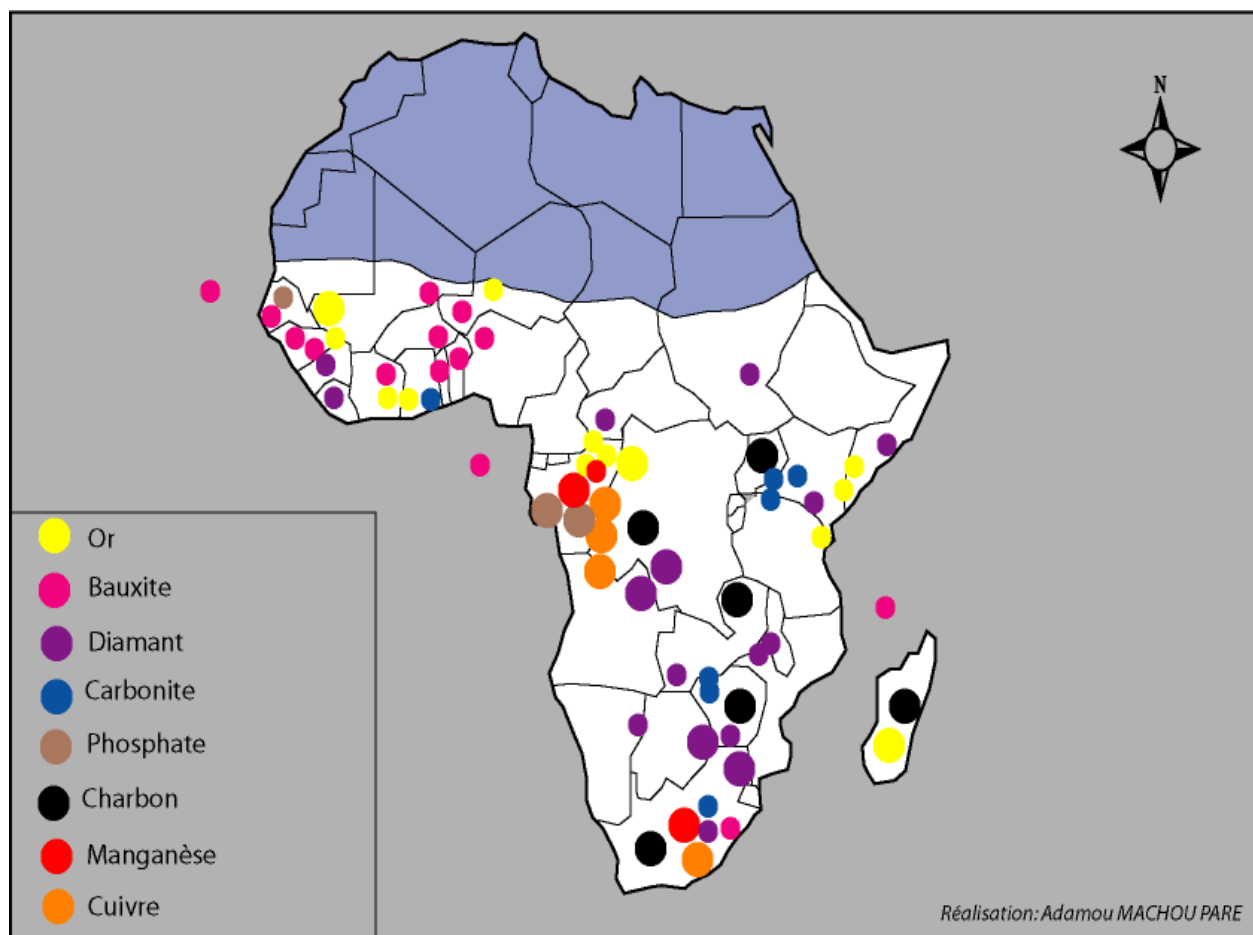 N
Or
Bauxite
Diamant
Carbonite
Phosphate
Charbon
Manganèse
Cuivre
Réalisation: Adamou MACHOU PARE